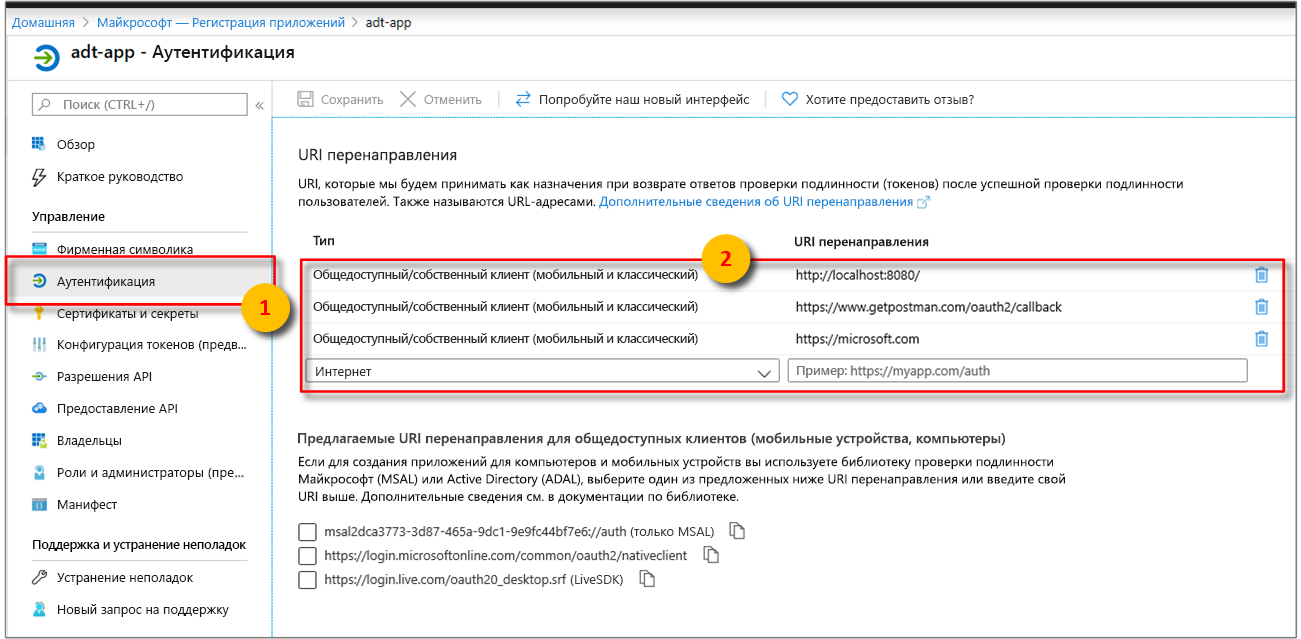 Домашняя > Майкрософт — Регистрация приложений > adt-app
adt-app - Аутентификация
Поиск (CTRL+/)
«
Обзор
Краткое руководство
Управление
Фирменная символика
Аутентификация
1
Сертификаты и секреты
Конфигурация токенов (предв...
Разрешения API
Предоставление API
Владельцы
Роли и администраторы (пре...
Манифест
Поддержка и устранение неполадок
Устранение неполадок
Новый запрос на поддержку
Сохранить Отменить Попробуйте наш новый интерфейс Хотите предоставить отзыв?
URI перенаправления
URI, которые мы будем принимать как назначения при возврате ответов проверки подлинности (токенов) после успешной проверки подлинности
пользователей. Также называются URL-адресами. Дополнительные сведения об URI перенаправления
Тип URI перенаправления
2
Общедоступный/собственный клиент (мобильный и классический) http://localhost:8080/
Общедоступный/собственный клиент (мобильный и классический) https://www.getpostman.com/oauth2/callback
Общедоступный/собственный клиент (мобильный и классический) https://microsoft.com
Интернет Пример: https://myapp.com/auth
Предлагаемые URI перенаправления для общедоступных клиентов (мобильные устройства, компьютеры)
Если для создания приложений для компьютеров и мобильных устройств вы используете библиотеку проверки подлинности
Майкрософт (MSAL) или Active Directory (ADAL), выберите один из предложенных ниже URI перенаправления или введите свой
URI выше. Дополнительные сведения см. в документации по библиотеке.
msal2dca3773-3d87-465a-9dc1-9e9fc44bf7e6://auth (только MSAL)
https://login.microsoftonline.com/common/oauth2/nativeclient
https://login.live.com/oauth20_desktop.srf (LiveSDK)